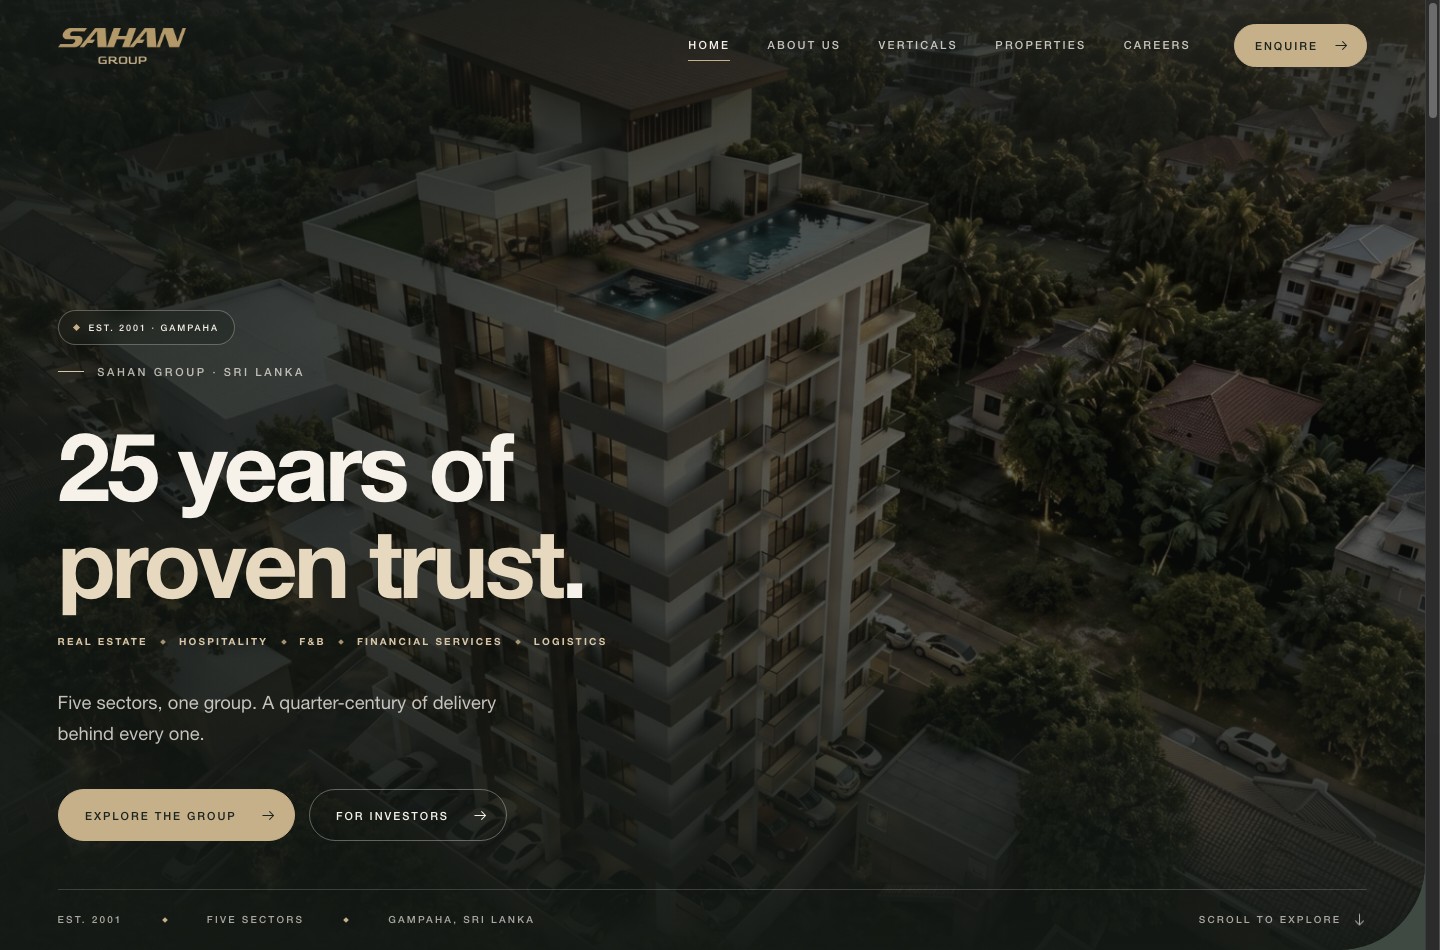 SAHAN
GROUP
HOME
ABOUT US
VERTICALS
PROPERTIES
CAREERS
ENQUIRE →
◆ EST. 2001 · GAMPAHA
SAHAN GROUP · SRI LANKA
25 years of
proven trust.
REAL ESTATE ◆ HOSPITALITY ◆ F&B ◆ FINANCIAL SERVICES ◆ LOGISTICS
Five sectors, one group. A quarter-century of delivery
behind every one.
EXPLORE THE GROUP →
FOR INVESTORS →
EST. 2001 ◆ FIVE SECTORS ◆ GAMPAHA, SRI LANKA
SCROLL TO EXPLORE ↓